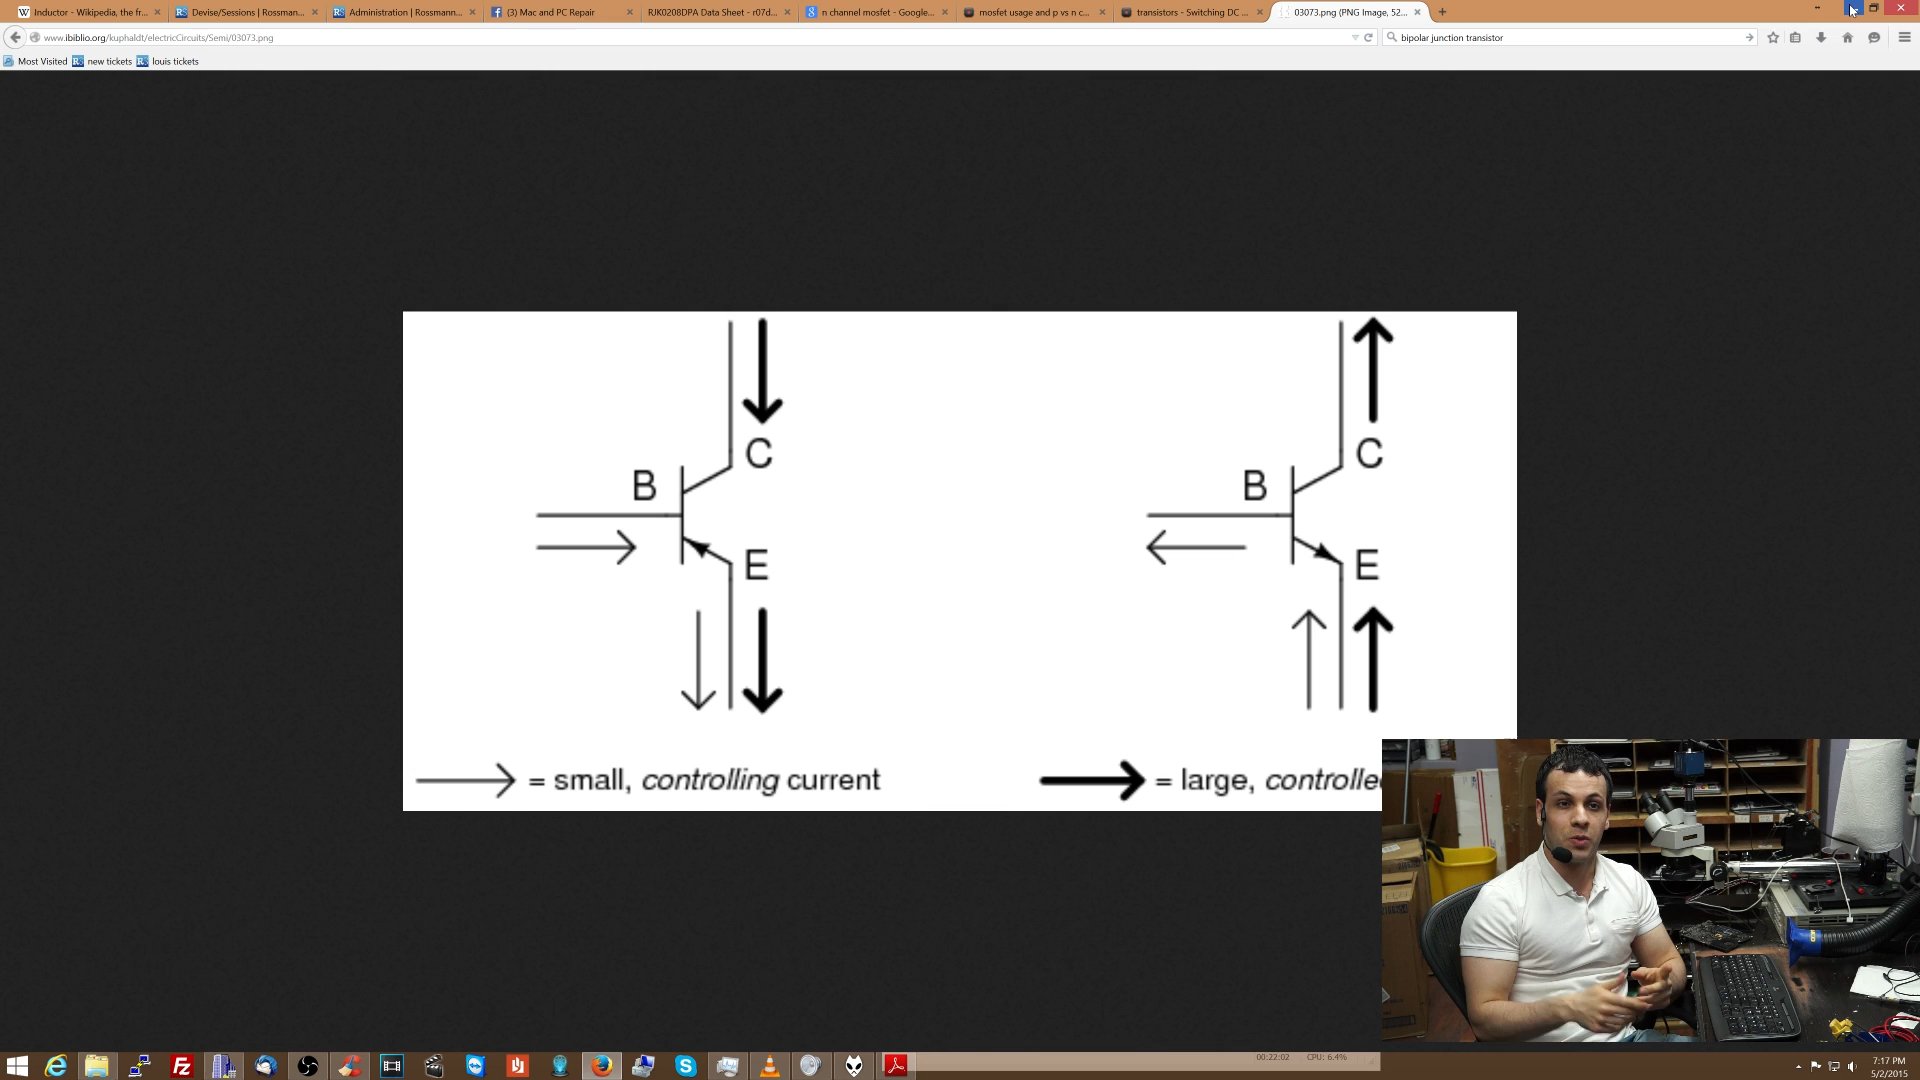 Inductor - Wikipedia, the fr...
Devise/Sessions | Rossman...
Administration | Rossmann...
(3) Mac and PC Repair
RJK0208DPA Data Sheet - r07d...
n channel mosfet - Google...
mosfet usage and p vs n c...
transistors - Switching DC ...
03073.png (PNG Image, 52...
www.ibiblio.org/kuphaldt/electricCircuits/Semi/03073.png
bipolar junction transistor
Most Visited
new tickets
louis tickets
C
C
B
B
E
E
= small, controlling current
= large, controlle
00:22:02
CPU: 6.4%
7:17 PM
5/2/2015